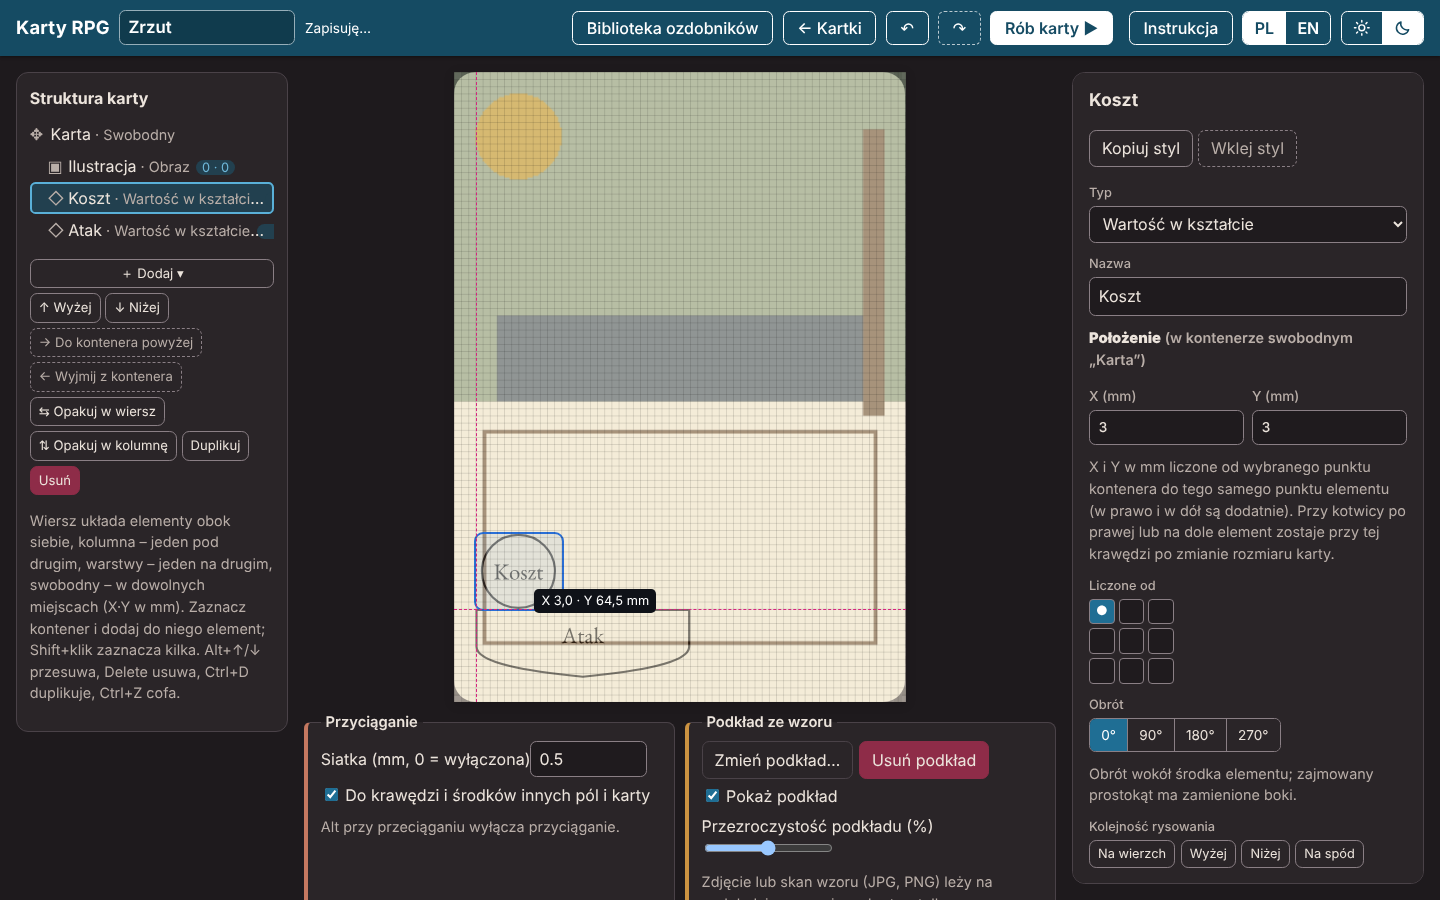 Karty RPG
Zrzut
Zapisuję...
Biblioteka ozdobników
← Kartki
↶
↷
Rób karty ▶
Instrukcja
PL
EN
Struktura karty
✥ Karta · Swobodny
▣ Ilustracja · Obraz 0 · 0
◇ Koszt · Wartość w kształci...
◇ Atak · Wartość w kształcie...
+ Dodaj ▾
↑ Wyżej
↓ Niżej
→ Do kontenera powyżej
← Wyjmij z kontenera
⇆ Opakuj w wiersz
⇅ Opakuj w kolumnę
Duplikuj
Usuń
Wiersz układa elementy obok
siebie, kolumna – jeden pod
drugim, warstwy – jeden na drugim,
swobodny – w dowolnych
miejscach (X·Y w mm). Zaznacz
kontener i dodaj do niego element;
Shift+klik zaznacza kilka. Alt+↑/↓
przesuwa, Delete usuwa, Ctrl+D
duplikuje, Ctrl+Z cofa.
Koszt
X 3,0 · Y 64,5 mm
Atak
Przyciąganie
Siatka (mm, 0 = wyłączona) 0.5
Do krawędzi i środków innych pól i karty
Alt przy przeciąganiu wyłącza przyciąganie.
Podkład ze wzoru
Zmień podkład...
Usuń podkład
Pokaż podkład
Przezroczystość podkładu (%)
Zdjęcie lub skan wzoru (JPG, PNG) leży na
Koszt
Kopiuj styl
Wklej styl
Typ
Wartość w kształcie
Nazwa
Koszt
Położenie (w kontenerze swobodnym
„Karta”)
X (mm)
Y (mm)
3
3
X i Y w mm liczone od wybranego punktu
kontenera do tego samego punktu elementu
(w prawo i w dół są dodatnie). Przy kotwicy po
prawej lub na dole element zostaje przy tej
krawędzi po zmianie rozmiaru karty.
Liczone od
Obrót
0°
90°
180°
270°
Obrót wokół środka elementu; zajmowany
prostokąt ma zamienione boki.
Kolejność rysowania
Na wierzch
Wyżej
Niżej
Na spód